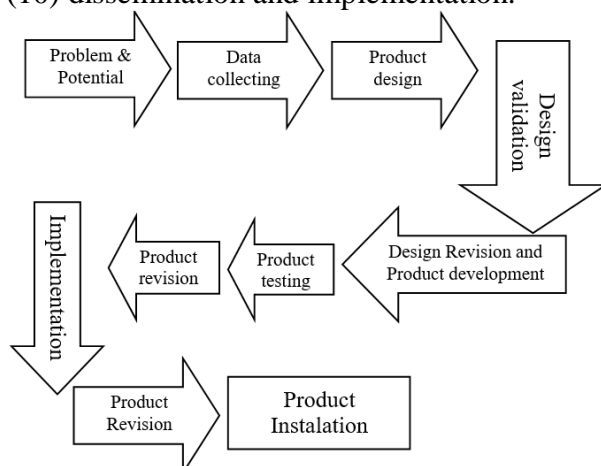 (10) dissemination and implementation.
Problem &
Potential
Data
collecting
Product
design
Design
validation
Design Revision and
Product development
Product
testing
Product
revision
Implementation
Product
Revision
Product
Instalation